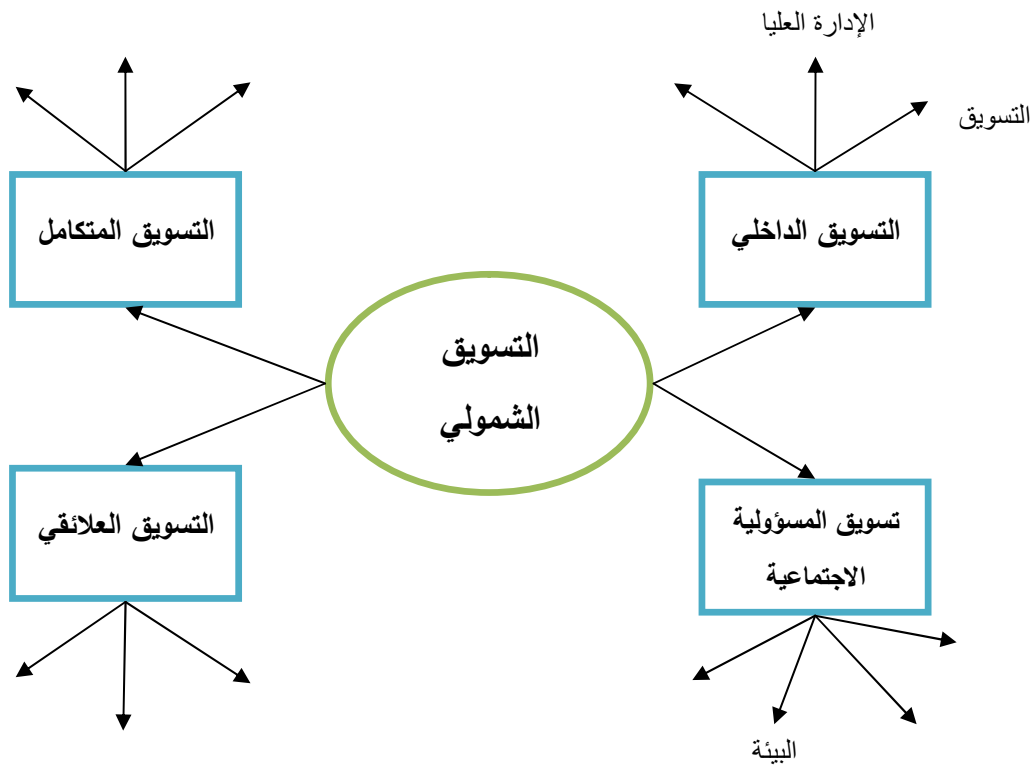 الإدارة العليا
التسويق
التسويق الداخلي
التسويق المتكامل
التسويق
الشمولي
تسويق المسؤولية
الاجتماعية
التسويق العلائقي
البيئة